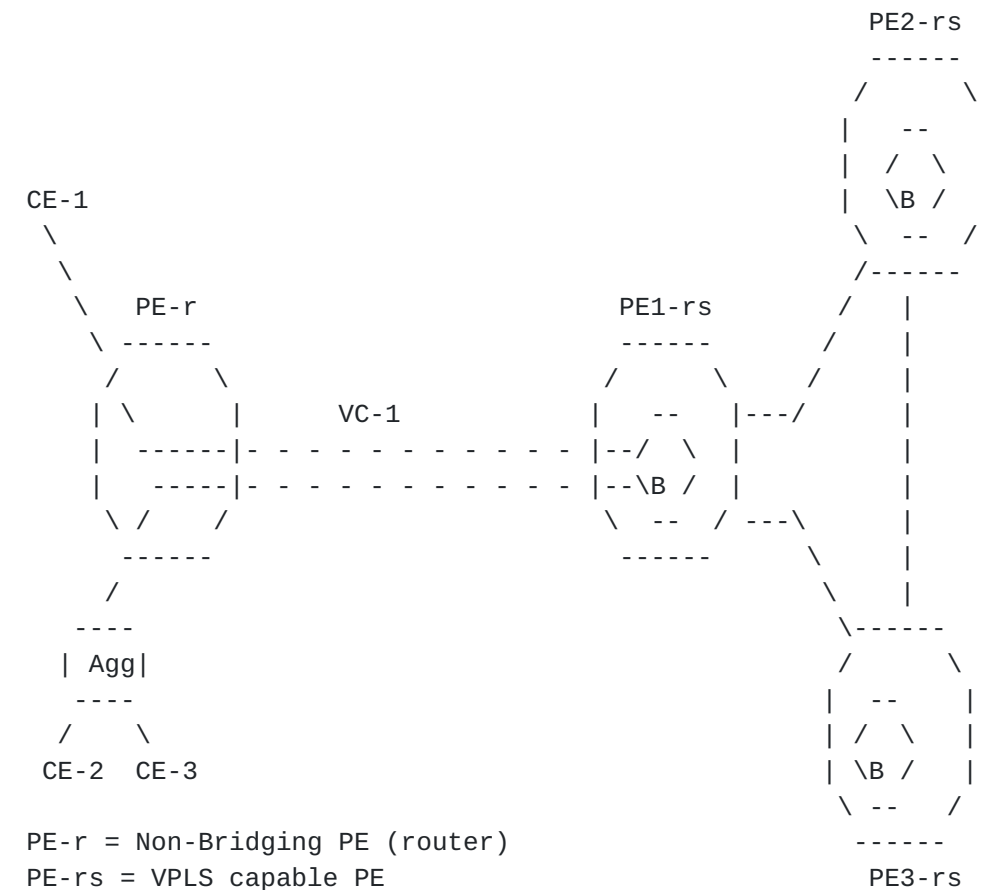 PE2-rs
B
CE-1
PE-r PE1-rs
VC-1
B
Agg
CE-2 CE-3
B
PE-r = Non-Bridging PE (router)
PE-rs = VPLS capable PE PE3-rs